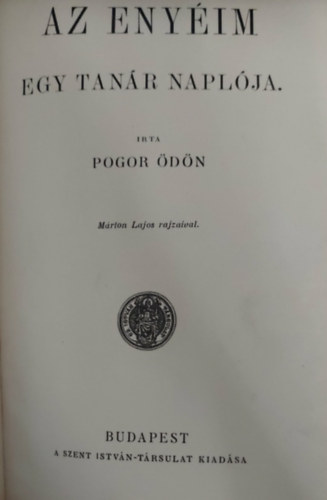 AZ ENYÉIM
EGY TANÁR NAPLÓJA.
IRTA
POGOR ÖDÖN
Márton Lajos rajzaival.
BUDAPEST
A SZENT ISTVÁN-TÁRSULAT KIADÁSA